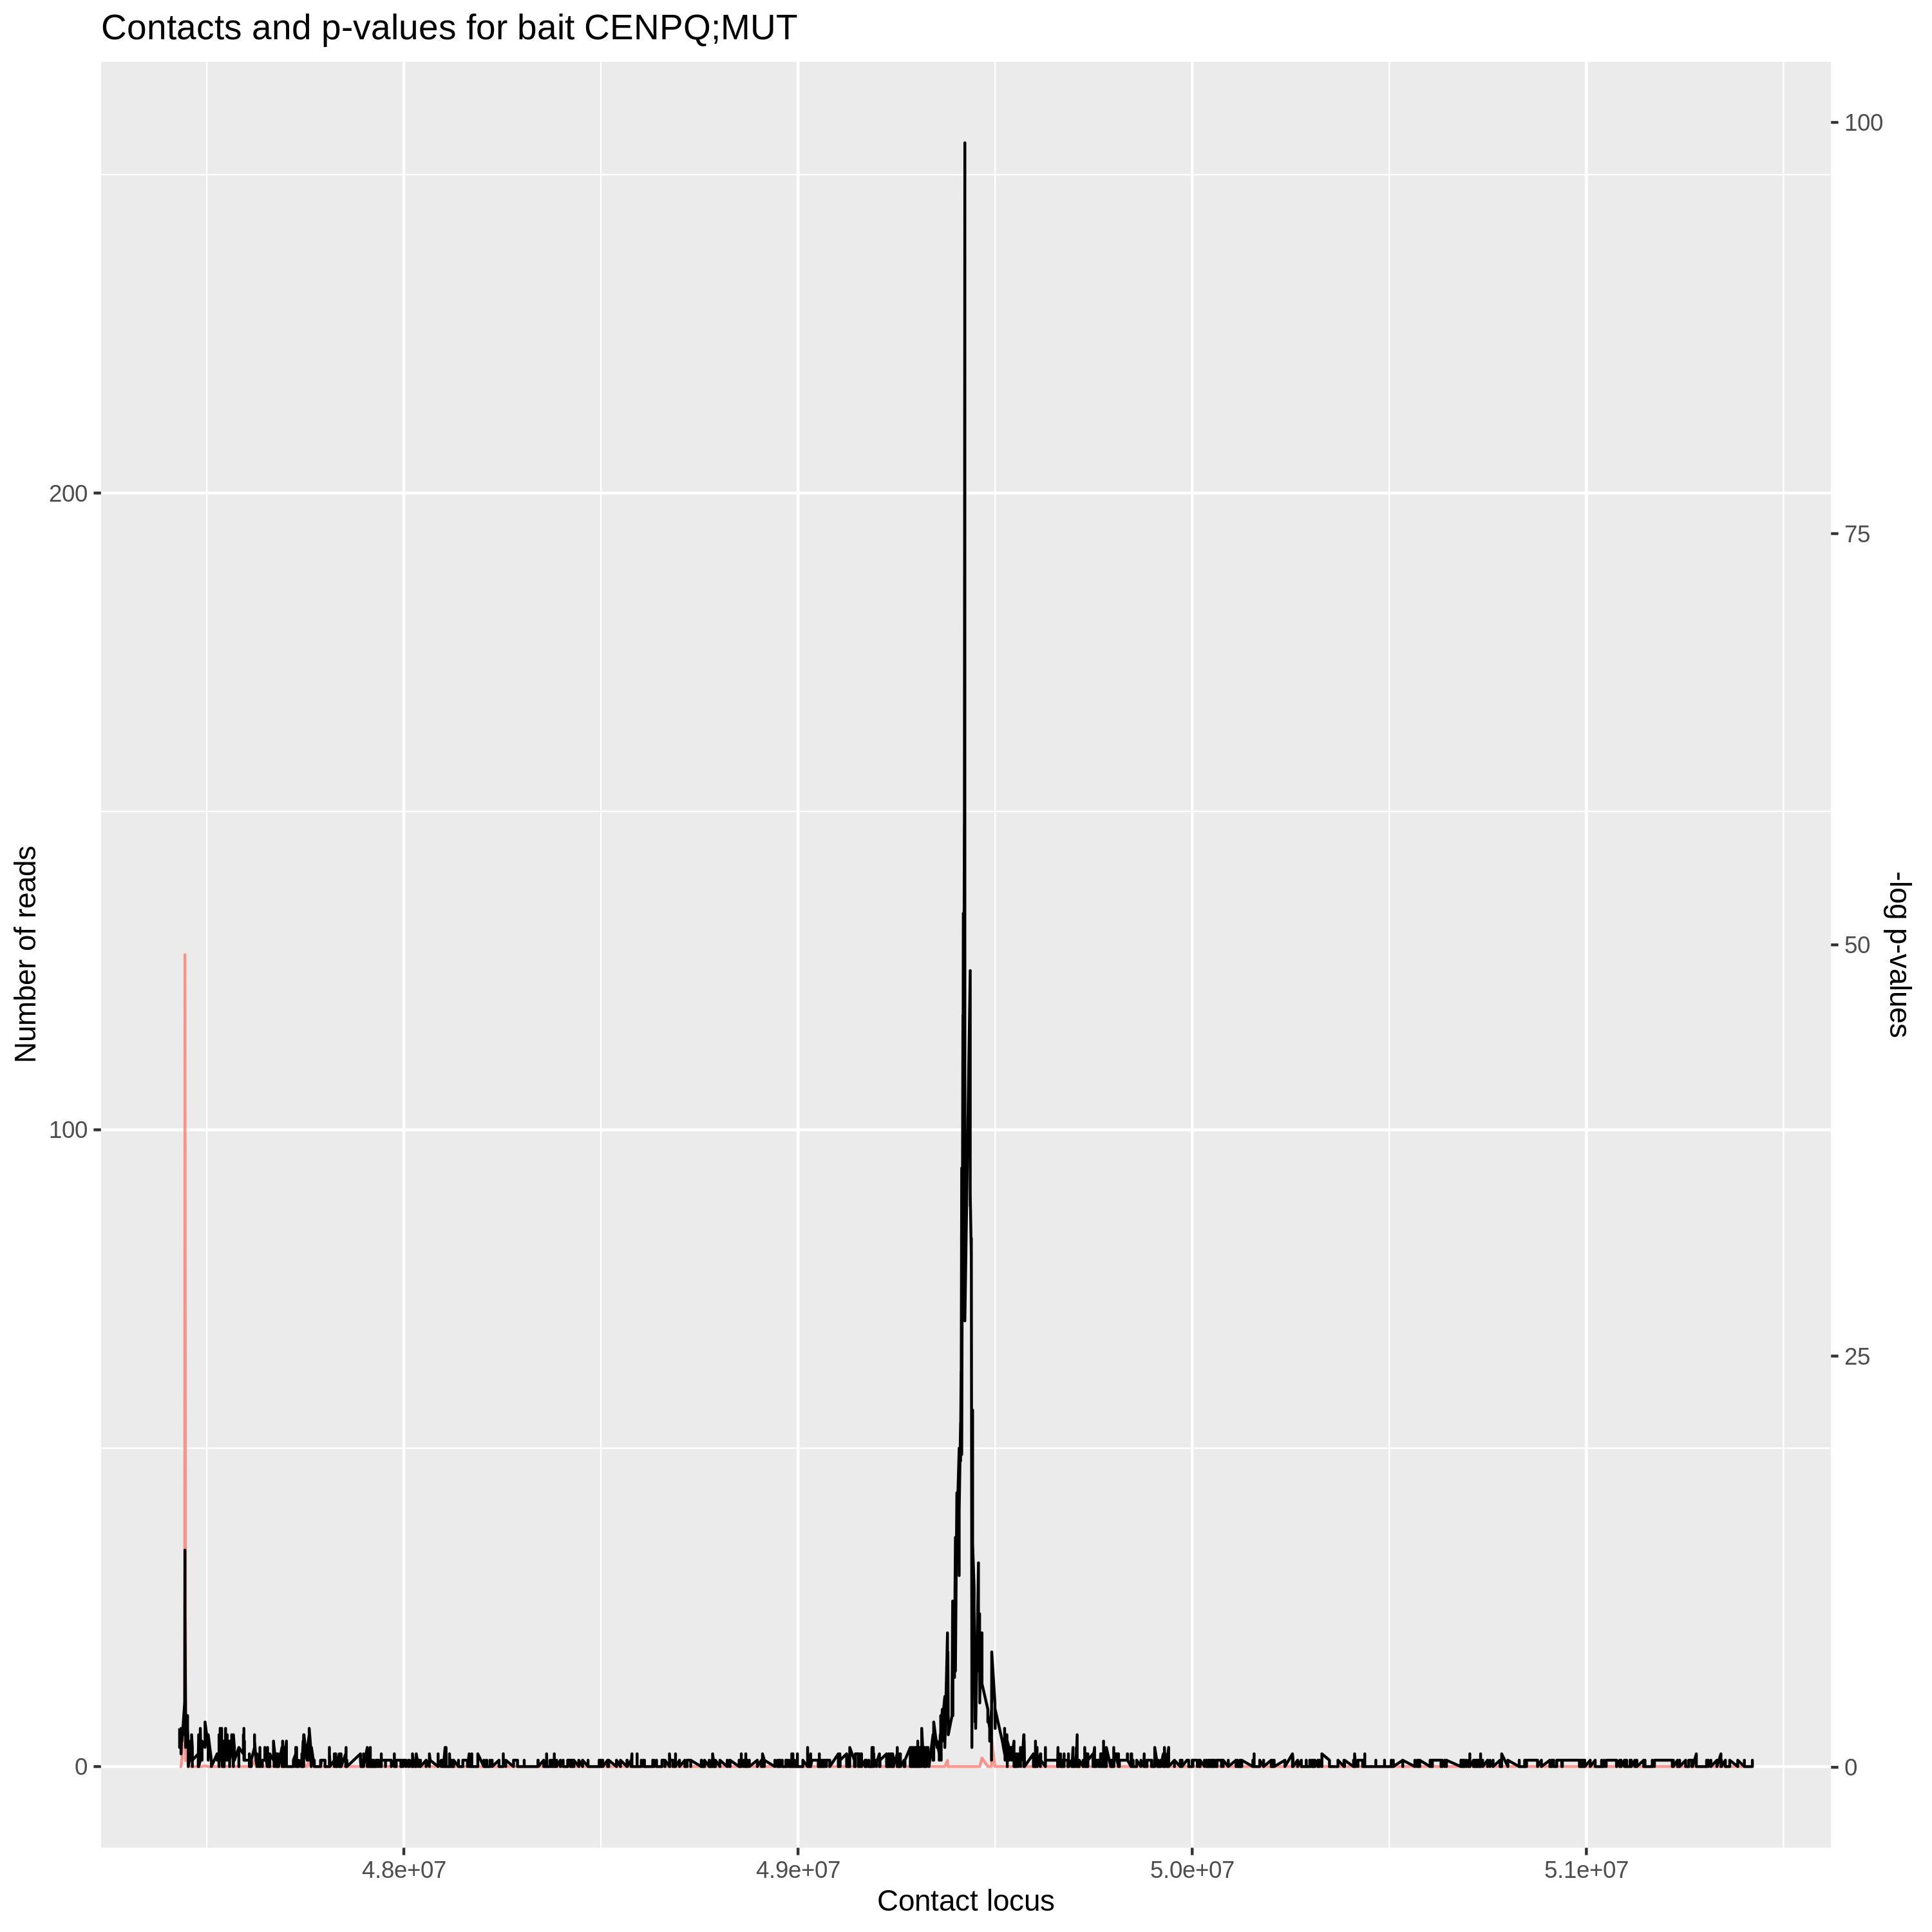 Contacts and p-values for bait CENPQ;MUT
100
200
75
Number of reads
-log p-values
50
100
25
0
0
4.8e+07
4.9e+07
5.0e+07
5.1e+07
Contact locus